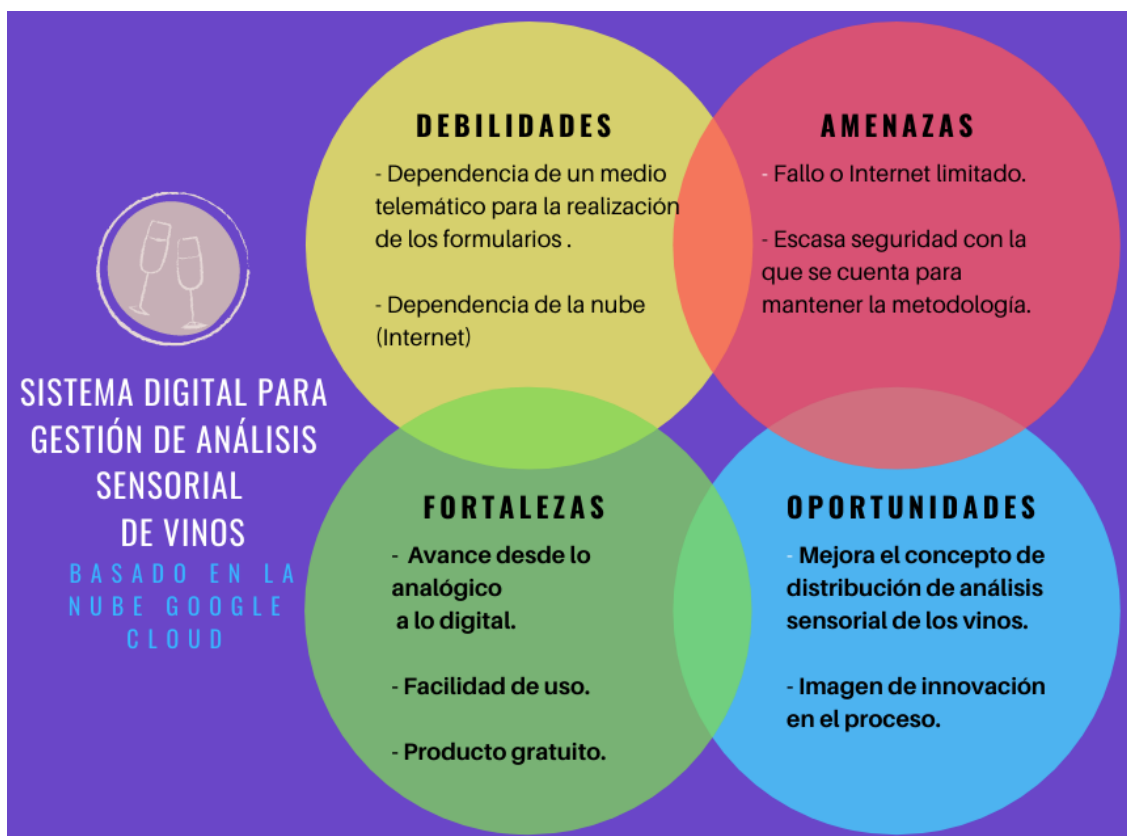 SISTEMA DIGITAL PARA
GESTIÓN DE ANÁLISIS
SENSORIAL
DE VINOS
BASADO EN LA
NUBE GOOGLE
CLOUD
DEBILIDADES
- Dependencia de un medio
telemático para la realización
de los formularios .
- Dependencia de la nube
(Internet)
AMENAZAS
- Fallo o Internet limitado.
- Escasa seguridad con la
que se cuenta para
mantener la metodología.
FORTALEZAS
- Avance desde lo
analógico
a lo digital.
- Facilidad de uso.
- Producto gratuito.
OPORTUNIDADES
- Mejora el concepto de
distribución de análisis
sensorial de los vinos.
- Imagen de innovación
en el proceso.